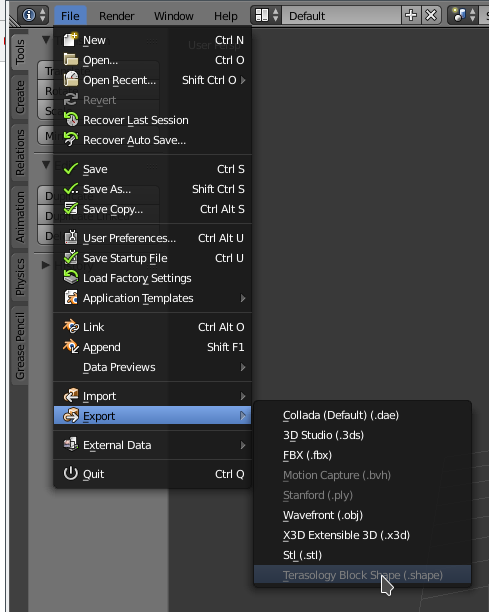 File Render Window Help Default
New Ctrl N
Open... Ctrl O
Open Recent... Shift Ctrl O
Revert
Recover Last Session
Recover Auto Save...
Save Ctrl S
Save As... Shift Ctrl S
Save Copy... Ctrl Alt S
User Preferences... Ctrl Alt U
Save Startup File Ctrl U
Load Factory Settings
Application Templates
Link Ctrl Alt O
Append Shift F1
Data Previews
Import
Export
External Data
Quit Ctrl Q
Collada (Default) (.dae)
3D Studio (.3ds)
FBX (.fbx)
Motion Capture (.bvh)
Stanford (.ply)
Wavefront (.obj)
X3D Extensible 3D (.x3d)
Stl (.stl)
Terasology Block Shape (.shape)
Tools
Create
Relations
Animation
Physics
Grease Pencil
User Persp